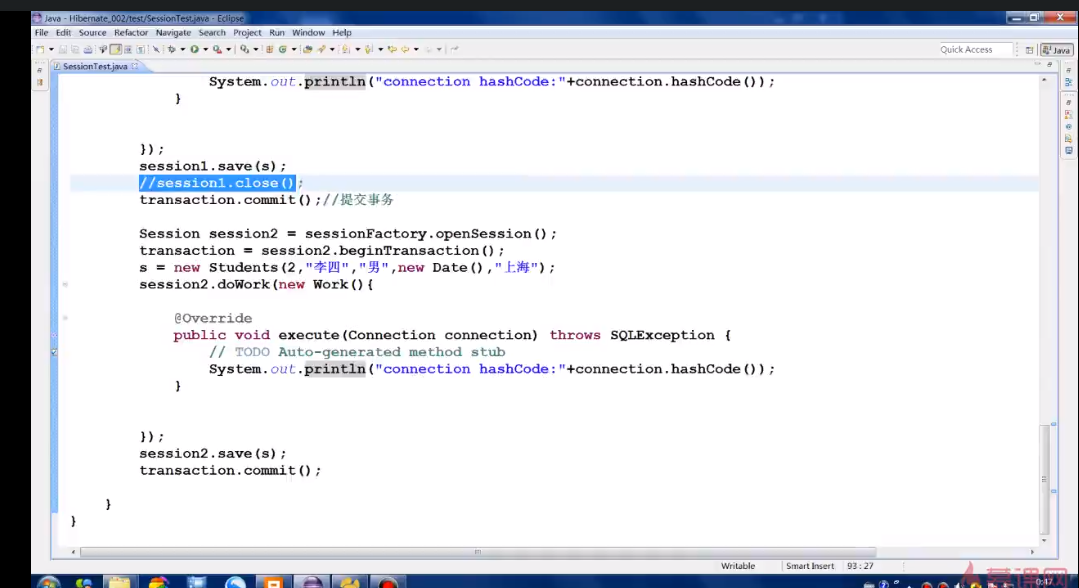 Java - Hibernate_002/test/SessionTest.java - Eclipse
File Edit Source Refactor Navigate Search Project Run Window Help
Quick Access
Java
SessionTest.java
System.out.println("connection hashCode:"+connection.hashCode());
}
});
session1.save(s);
//session1.close();
transaction.commit();//提交事务
Session session2 = sessionFactory.openSession();
transaction = session2.beginTransaction();
s = new Students(2,"李四","男",new Date(),"上海");
session2.doWork(new Work(){
@Override
public void execute(Connection connection) throws SQLException {
// TODO Auto-generated method stub
System.out.println("connection hashCode:"+connection.hashCode());
}
});
session2.save(s);
transaction.commit();
}
}
Writable Smart Insert 93 : 27
慕课网